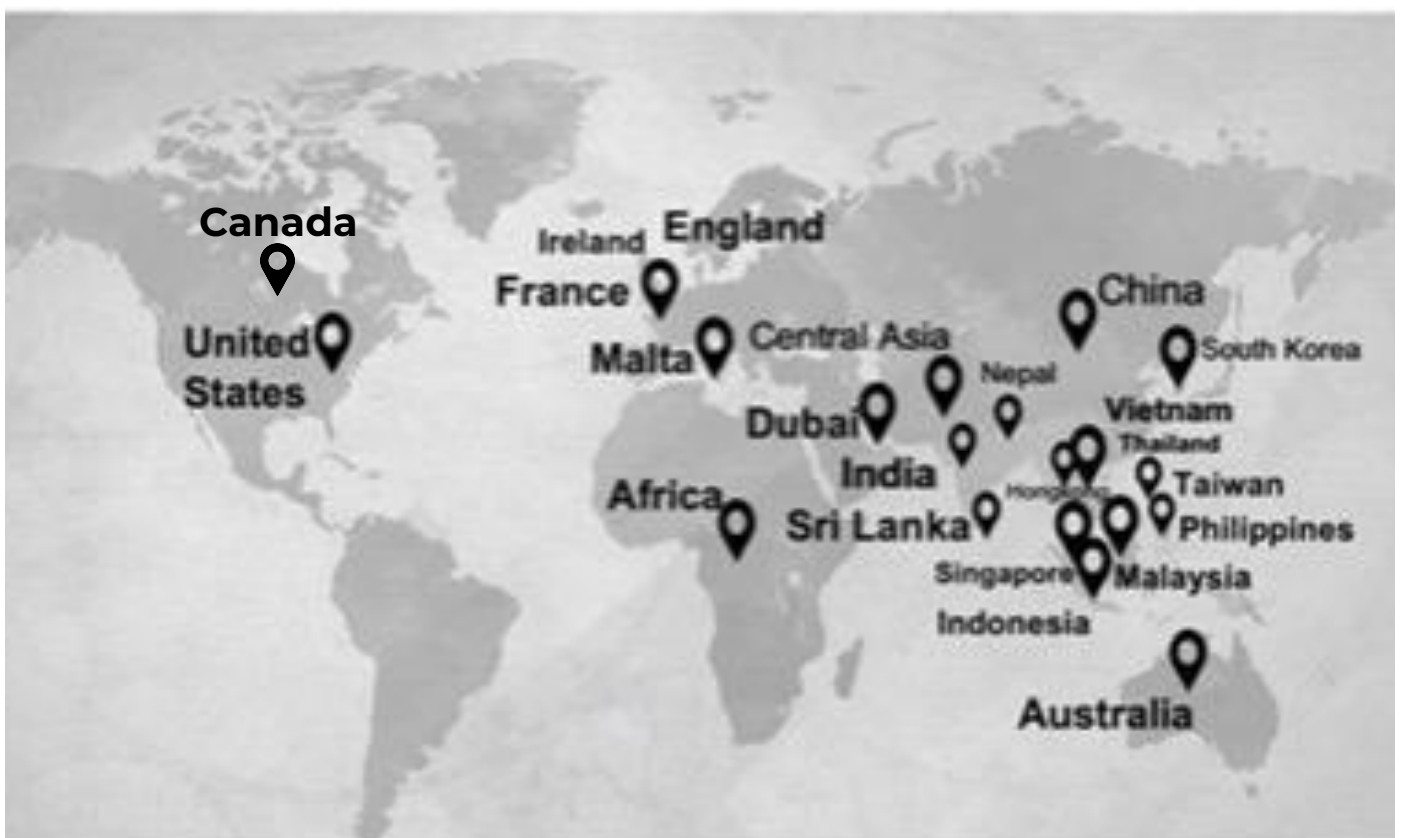 Canada
England
Ireland
France
China
United
States
Central Asia
South Korea
Malta
Nepal
Vietnam
Dubai
Thailand
India
Taiwan
Hongkong
Africa
Sri Lanka
Philippines
Singapore
Malaysia
Indonesia
Australia